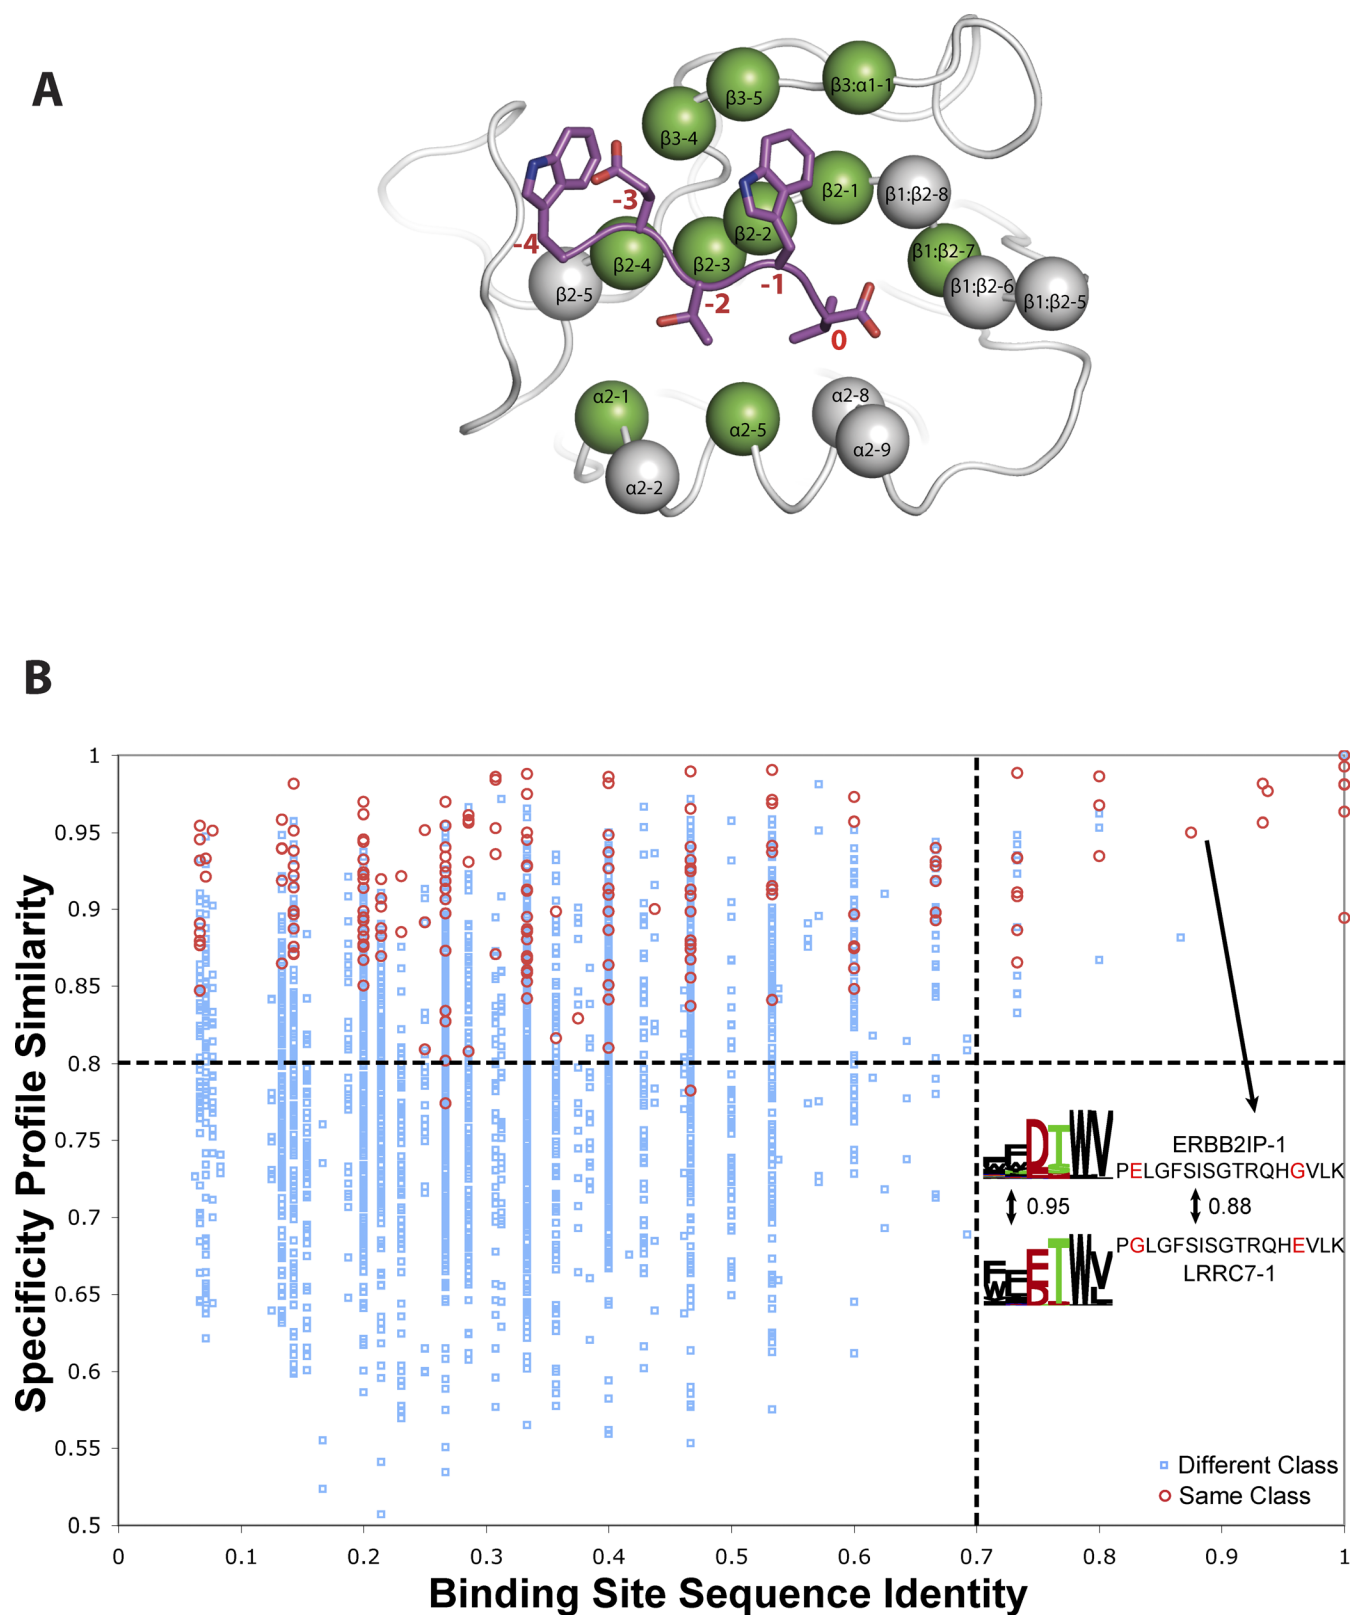 A
β3-5
β3:α1-1
β3-4
-3
β2-1
β1:β2-8
β2-2
-4
β2-4
β2-3
β1:β2-7
β2-5
-1
β1:β2-6
β1:β2-5
-2
0
α2-1
α2-8
α2-5
α2-9
α2-2
B
Specificity Profile Similarity
1
0.95
0.9
0.85
0.8
0.75
0.7
0.65
0.6
0.55
0.5
DTWV
ERBB2IP-1
PELGFSISGTRQHGVLK
0.95
0.88
PGLGFSISGTRQHEVLK
LRRC7-1
ETWV
Different Class
Same Class
0
0.1
0.2
0.3
0.4
0.5
0.6
0.7
0.8
0.9
1
Binding Site Sequence Identity